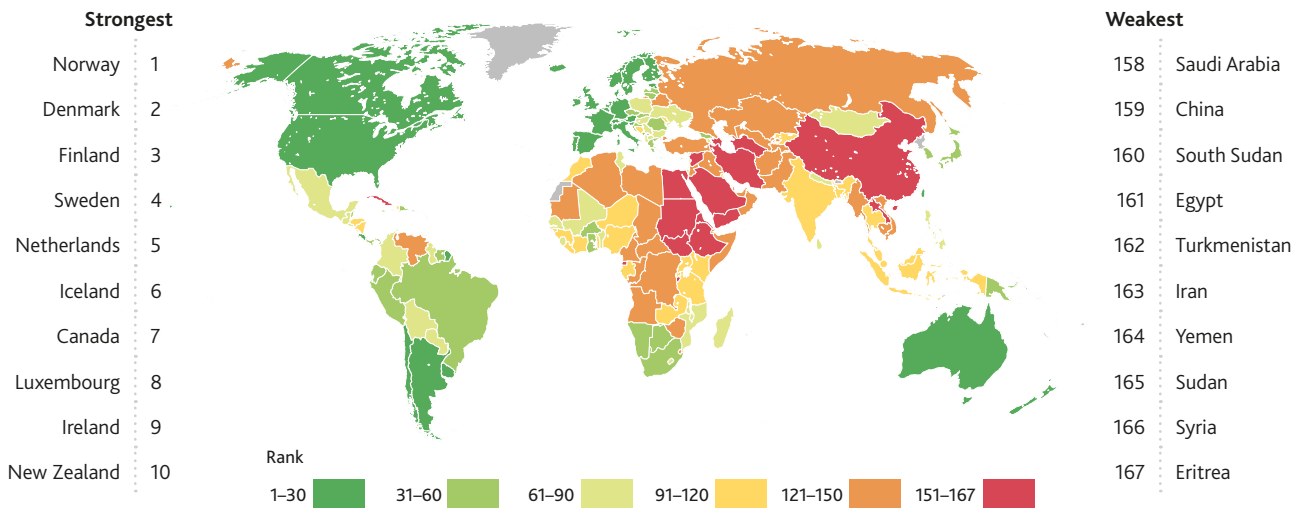 Strongest
Norway 1
Denmark 2
Finland 3
Sweden 4
Netherlands 5
Iceland 6
Canada 7
Luxembourg 8
Ireland 9
New Zealand 10
Weakest
158 Saudi Arabia
159 China
160 South Sudan
161 Egypt
162 Turkmenistan
163 Iran
164 Yemen
165 Sudan
166 Syria
167 Eritrea
Rank
1–30 31–60 61–90 91–120 121–150 151–167